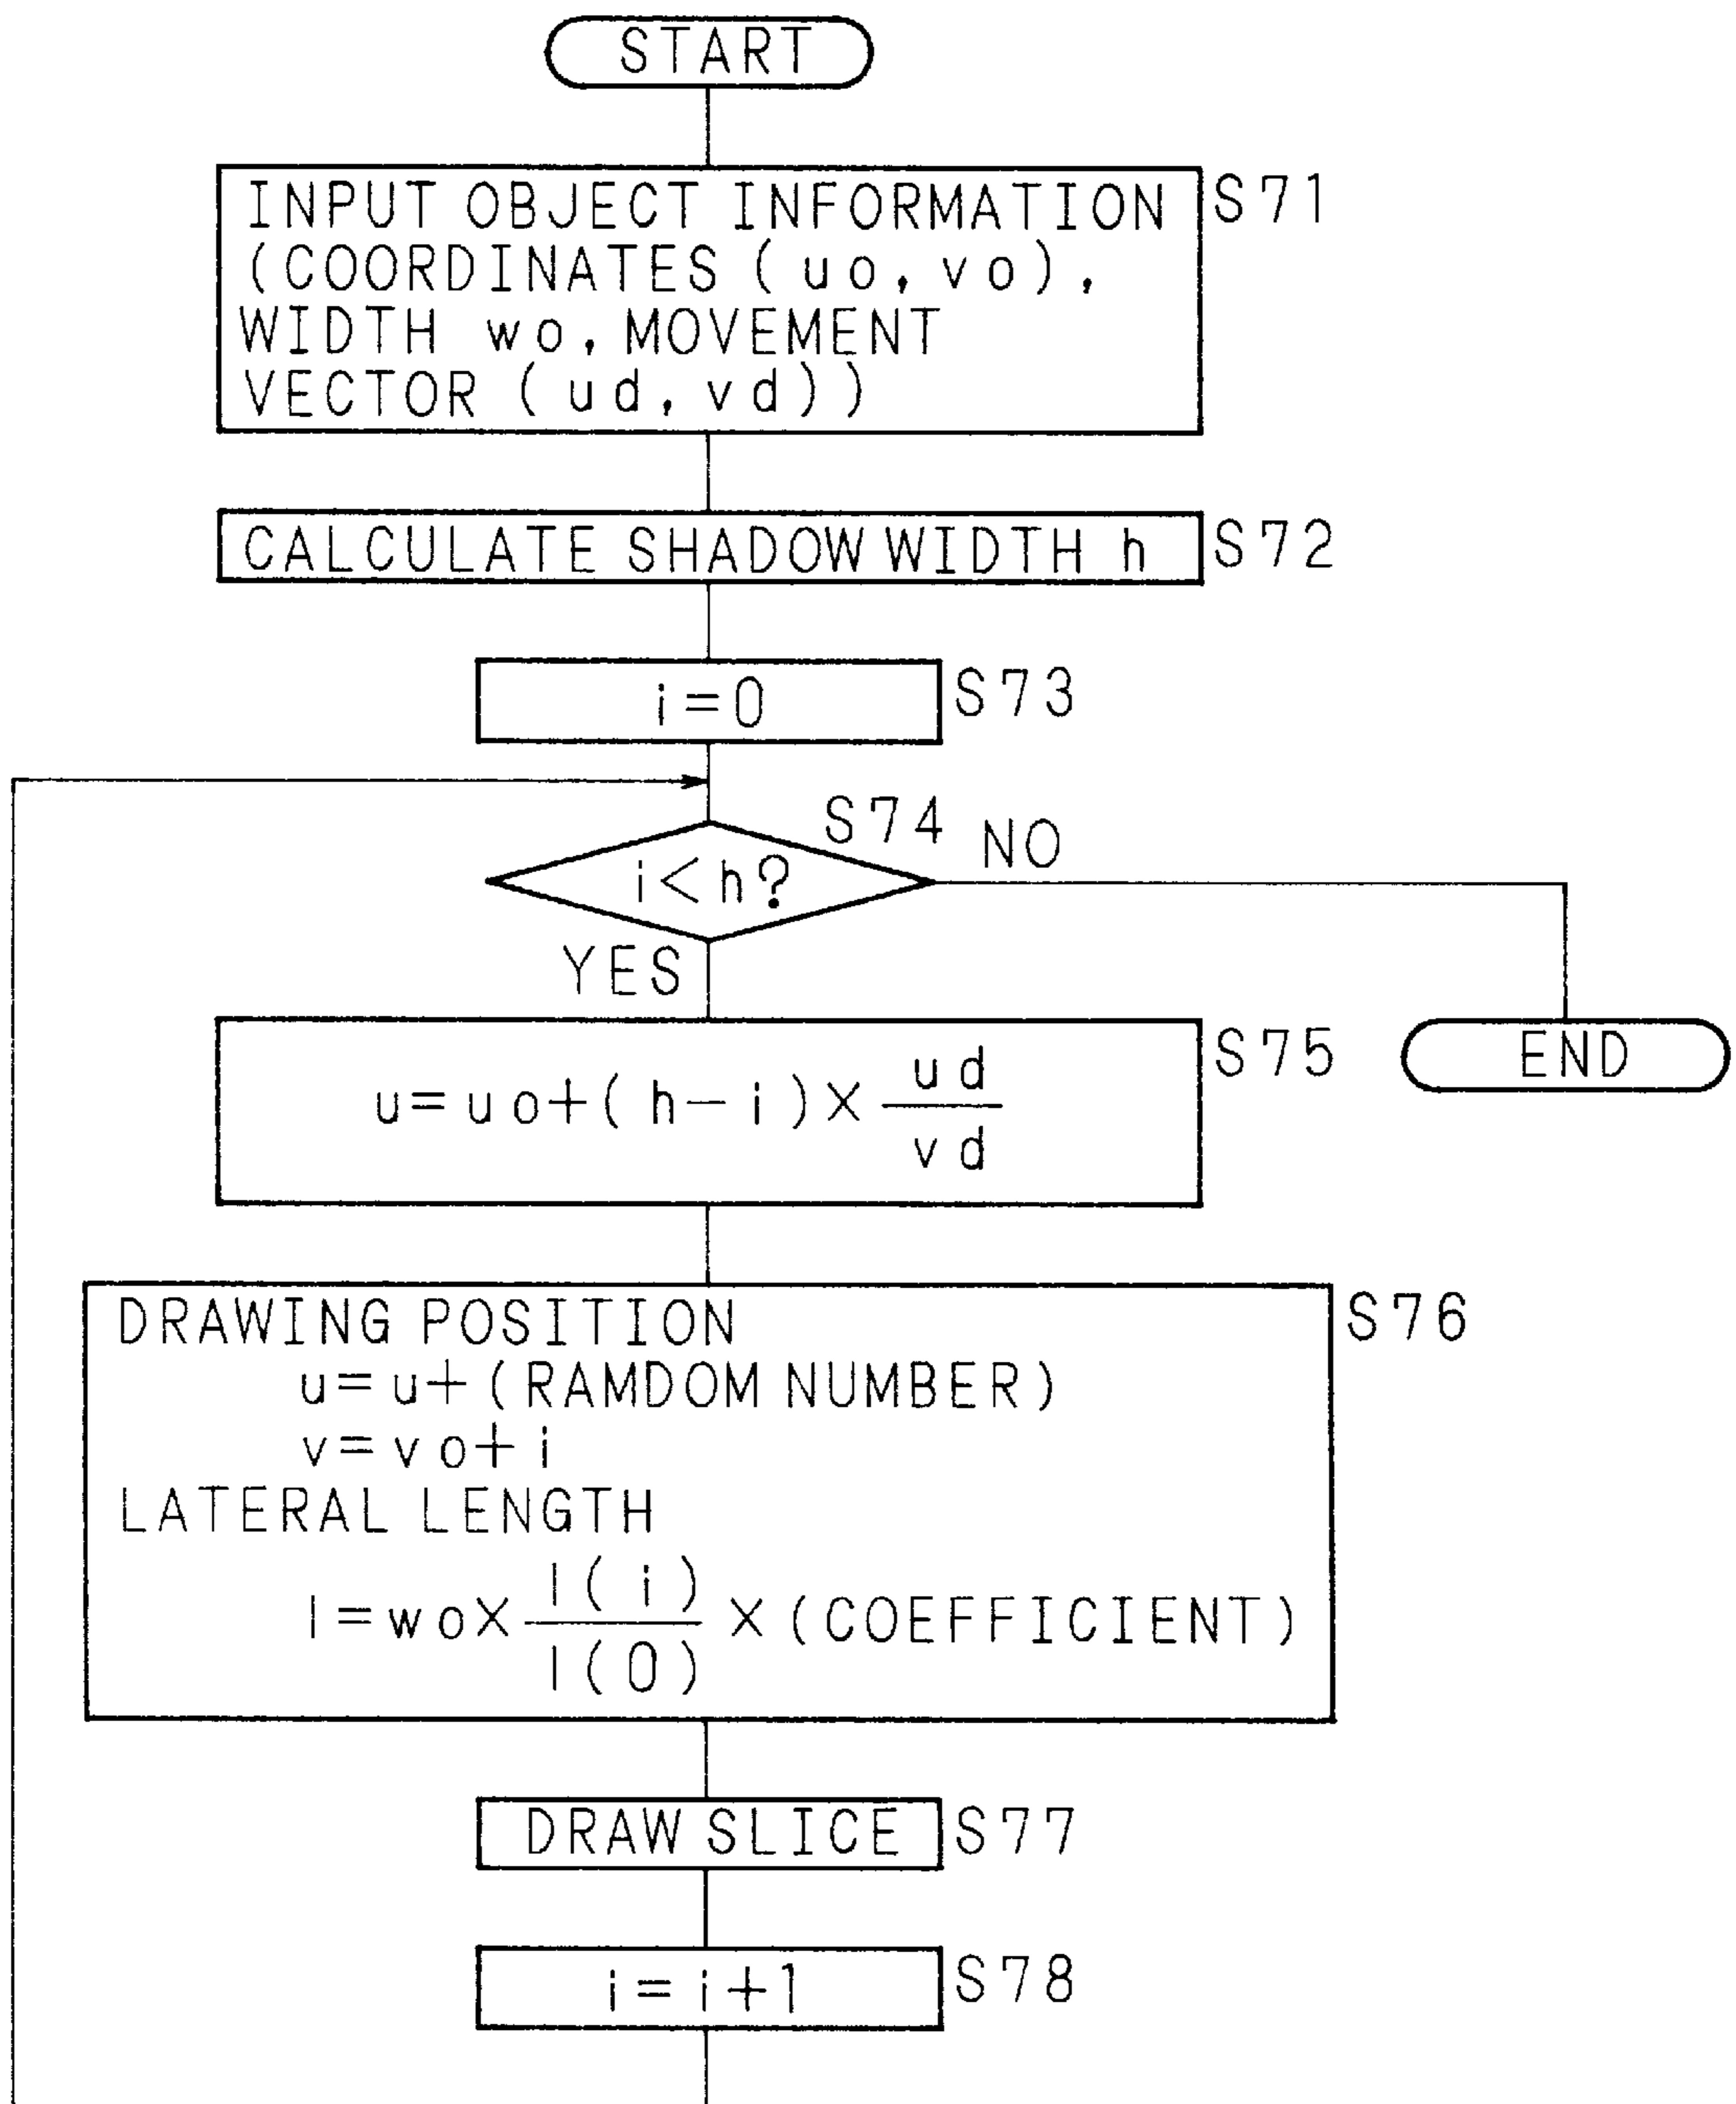 START
INPUT OBJECT INFORMATION
(COORDINATES (uo, vo),
WIDTH wo, MOVEMENT
VECTOR (ud, vd))
S71
CALCULATE SHADOW WIDTH h
S72
i=0
S73
S74
NO
i<h?
YES
u=uo+(h-i)×ud/vd
S75
END
DRAWING POSITION
S76
u=u+(RAMDOM NUMBER)
v=vo+i
LATERAL LENGTH
l=wo×l(i)/l(0)×(COEFFICIENT)
DRAW SLICE
S77
i=i+1
S78